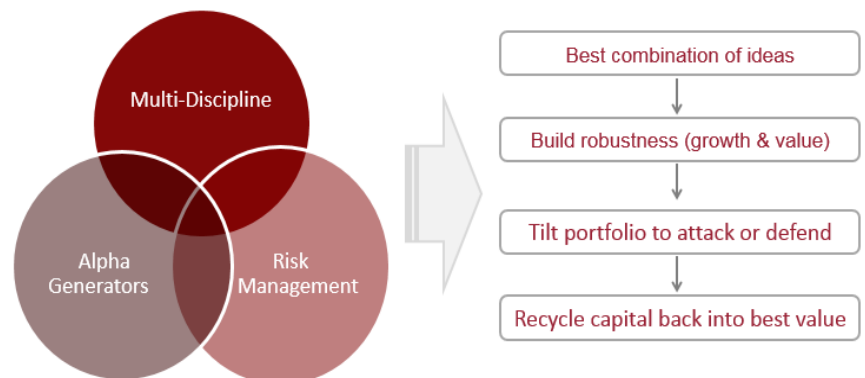 Multi-Discipline
Alpha
Generators
Risk
Management
Best combination of ideas
Build robustness (growth & value)
Tilt portfolio to attack or defend
Recycle capital back into best value